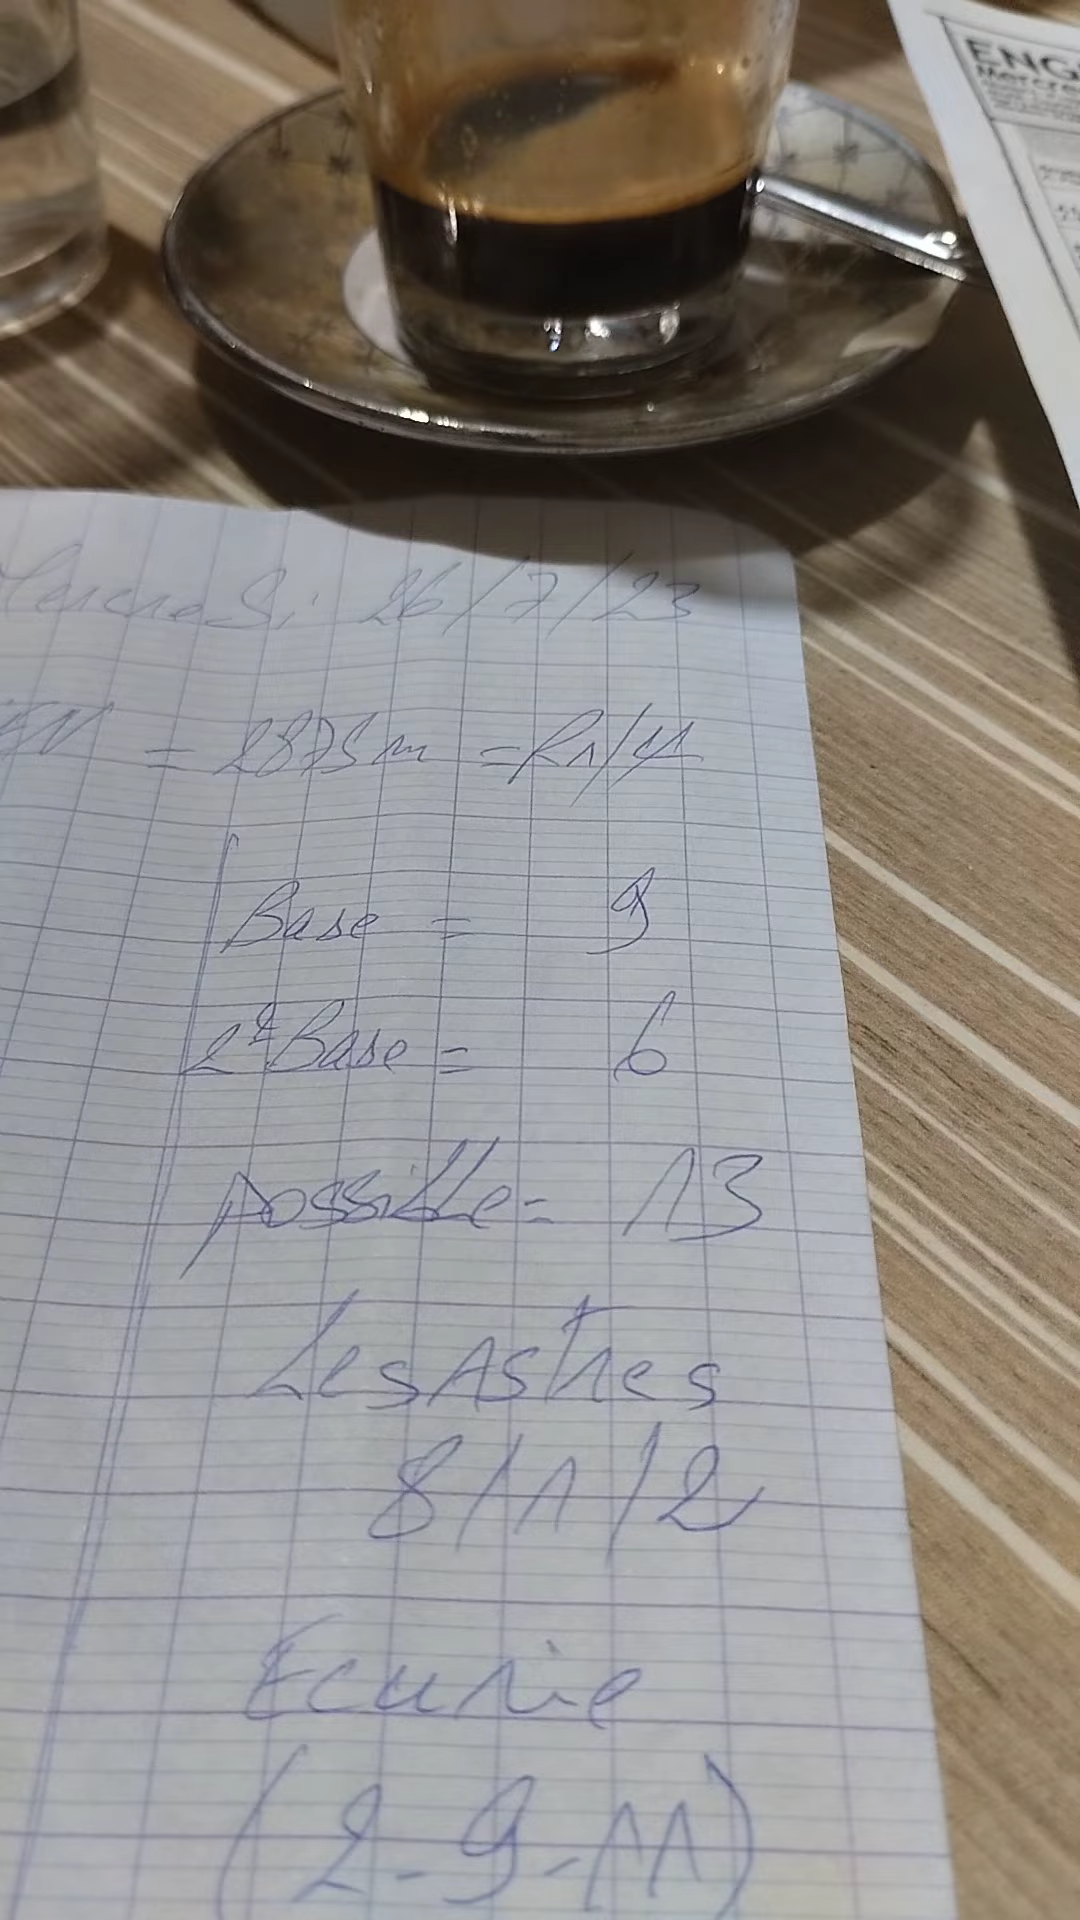 ENG
Mercre
Mercredi 26/7/23
= 2875m = R1/4
Base = 9
2e Base = 6
possible = 13
Les Astres
8/1/2
Ecurie
(2-9-11)